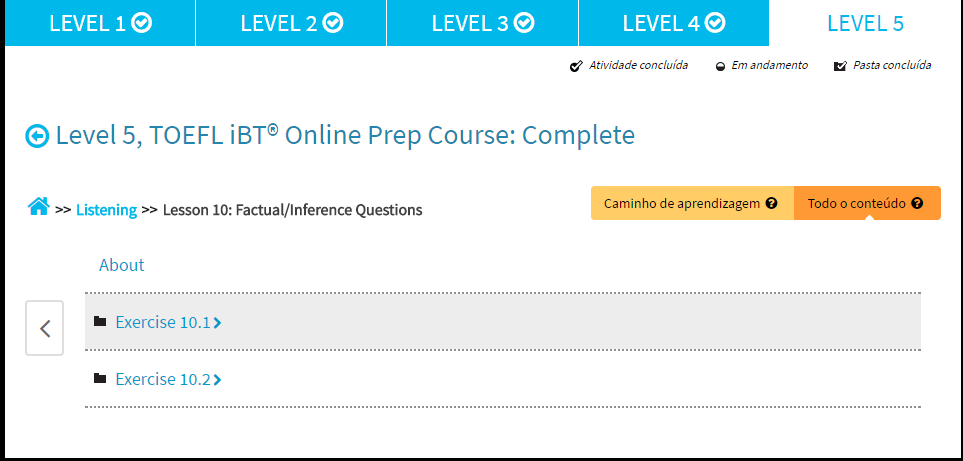 LEVEL 1 LEVEL 2 LEVEL 3 LEVEL 4 LEVEL 5
Atividade concluída Em andamento Pasta concluída
Level 5, TOEFL iBT® Online Prep Course: Complete
>> Listening >> Lesson 10: Factual/Inference Questions
Caminho de aprendizagem Todo o conteúdo
About
Exercise 10.1
Exercise 10.2